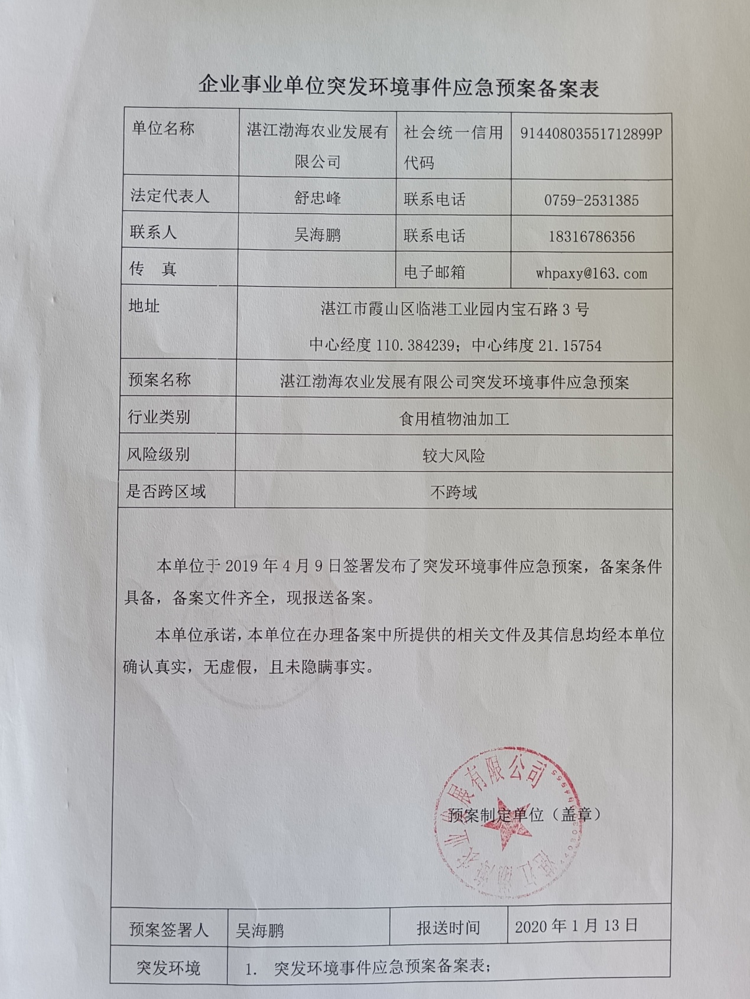 企业事业单位突发环境事件应急预案备案表
单位名称 湛江渤海农业发展有 社会统一信用 91440803551712899P
限公司 代码
法定代表人 舒忠峰 联系电话 0759-2531385
联系人 吴海鹏 联系电话 18316786356
传 真 电子邮箱 whpaxy@163.com
地址 湛江市霞山区临港工业园内宝石路 3 号
中心经度 110.384239；中心纬度 21.15754
预案名称 湛江渤海农业发展有限公司突发环境事件应急预案
行业类别 食用植物油加工
风险级别 较大风险
是否跨区域 不跨域
本单位于 2019 年 4 月 9 日签署发布了突发环境事件应急预案，备案条件
具备，备案文件齐全，现报送备案。
本单位承诺，本单位在办理备案中所提供的相关文件及其信息均经本单位
确认真实，无虚假，且未隐瞒事实。
湛江渤海农业发展有限公司
预案制定单位（盖章）
预案签署人 吴海鹏 报送时间 2020 年 1 月 13 日
突发环境 1. 突发环境事件应急预案备案表；